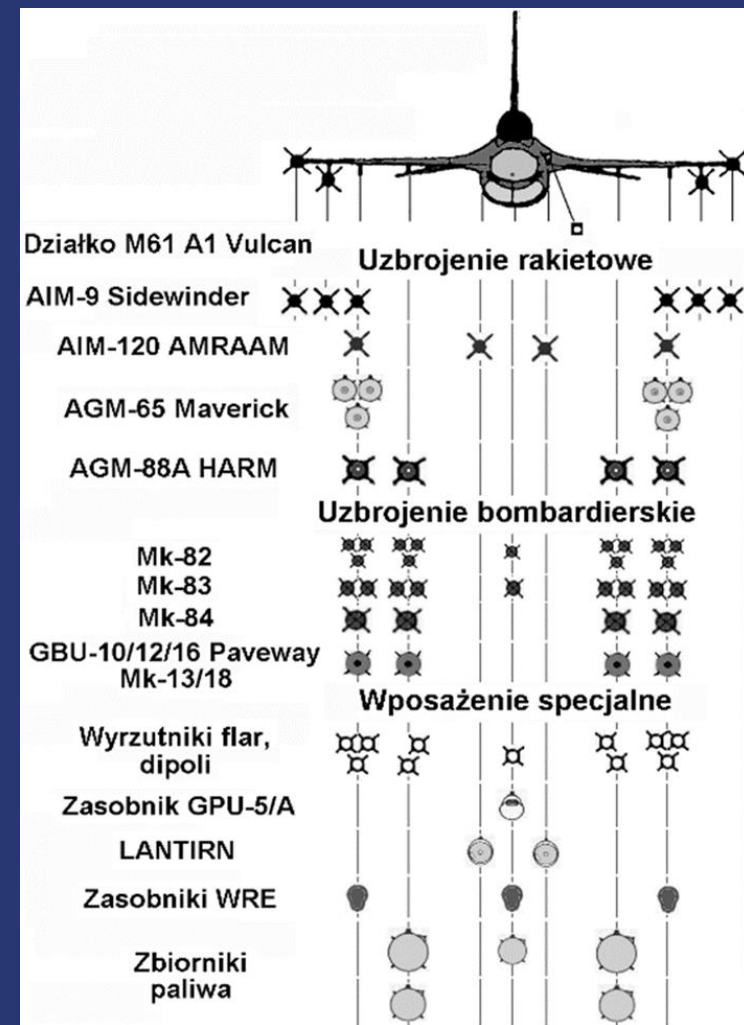 Działko M61 A1 Vulcan
Uzbrojenie rakietowe
AIM-9 Sidewinder
AIM-120 AMRAAM
AGM-65 Maverick
AGM-88A HARM
Uzbrojenie bombardierskie
Mk-82
Mk-83
Mk-84
GBU-10/12/16 Paveway
Mk-13/18
Wposażenie specjalne
Wyrzutniki flar,
dipoli
Zasobnik GPU-5/A
LANTIRN
Zasobniki WRE
Zbiorniki
paliwa